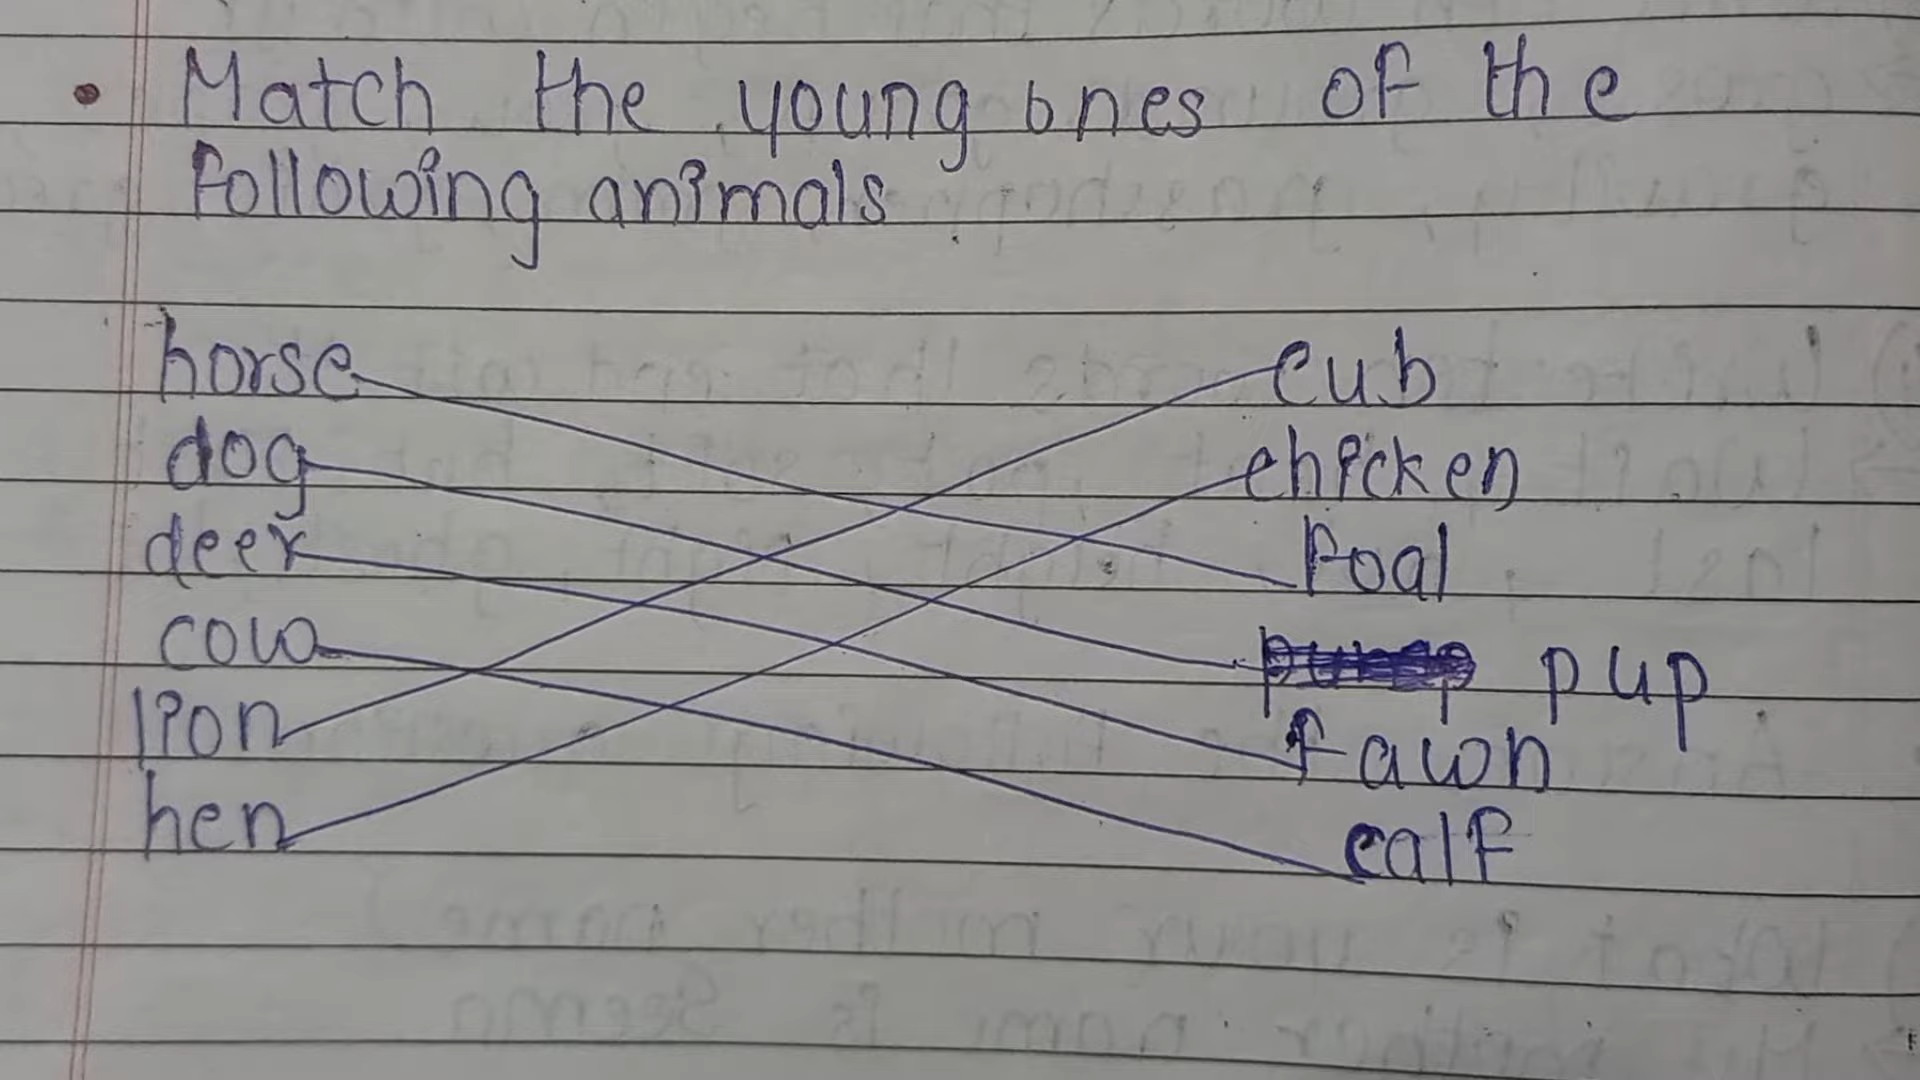 • Match the young ones of the
following animals
horse cub
dog chicken
deer foal
cow pup
lion fawn
hen calf